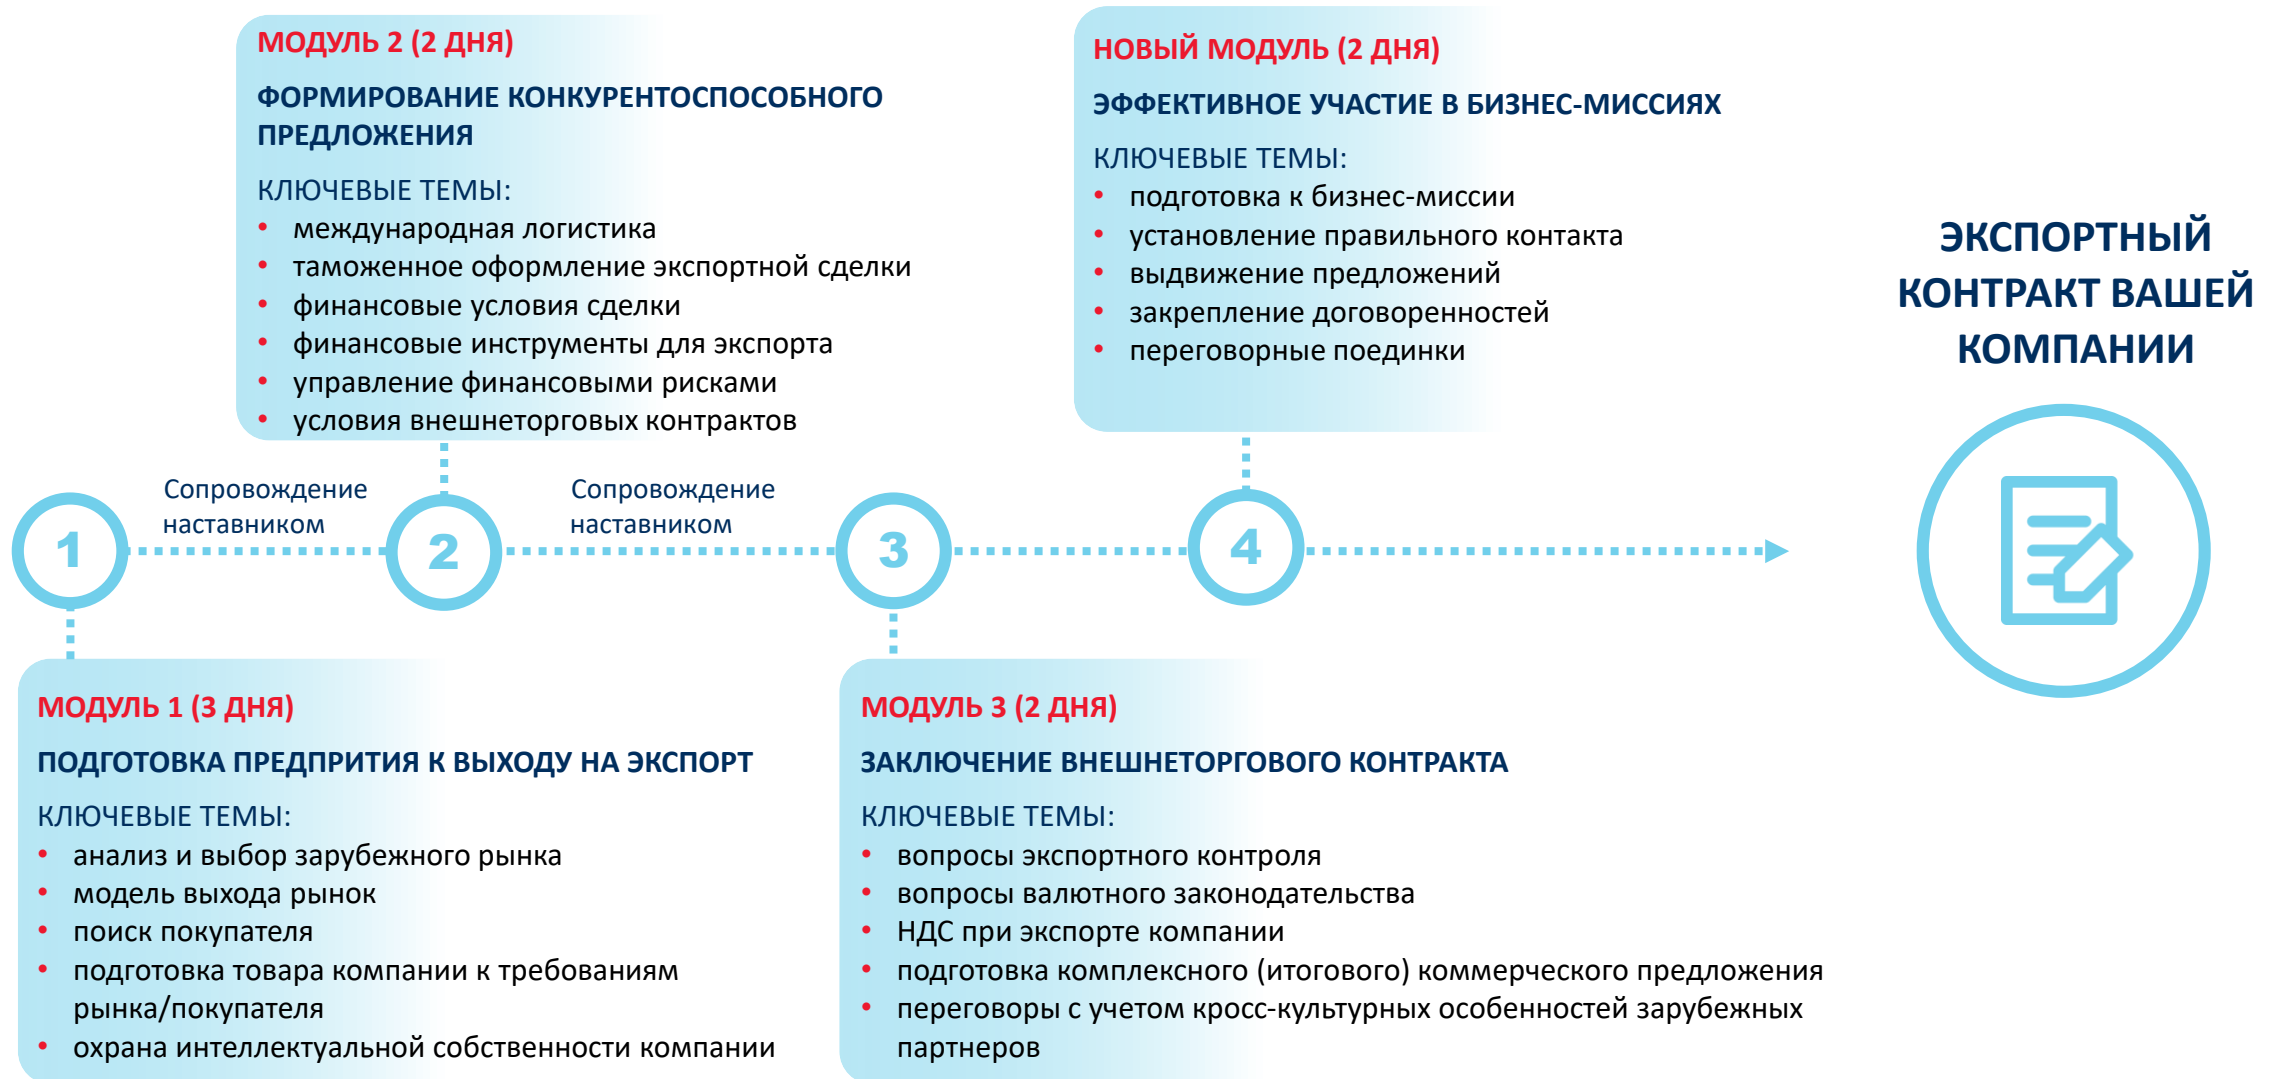 МОДУЛЬ 2 (2 ДНЯ)
ФОРМИРОВАНИЕ КОНКУРЕНТОСПОСОБНОГО
ПРЕДЛОЖЕНИЯ
КЛЮЧЕВЫЕ ТЕМЫ:
• международная логистика
• таможенное оформление экспортной сделки
• финансовые условия сделки
• финансовые инструменты для экспорта
• управление финансовыми рисками
• условия внешнеторговых контрактов
НОВЫЙ МОДУЛЬ (2 ДНЯ)
ЭФФЕКТИВНОЕ УЧАСТИЕ В БИЗНЕС-МИССИЯХ
КЛЮЧЕВЫЕ ТЕМЫ:
• подготовка к бизнес-миссии
• установление правильного контакта
• выдвижение предложений
• закрепление договоренностей
• переговорные поединки
ЭКСПОРТНЫЙ
КОНТРАКТ ВАШЕЙ
КОМПАНИИ
1
Сопровождение
наставником
2
Сопровождение
наставником
3
4
МОДУЛЬ 1 (3 ДНЯ)
ПОДГОТОВКА ПРЕДПРИТИЯ К ВЫХОДУ НА ЭКСПОРТ
КЛЮЧЕВЫЕ ТЕМЫ:
• анализ и выбор зарубежного рынка
• модель выхода рынок
• поиск покупателя
• подготовка товара компании к требованиям
рынка/покупателя
• охрана интеллектуальной собственности компании
МОДУЛЬ 3 (2 ДНЯ)
ЗАКЛЮЧЕНИЕ ВНЕШНЕТОРГОВОГО КОНТРАКТА
КЛЮЧЕВЫЕ ТЕМЫ:
• вопросы экспортного контроля
• вопросы валютного законодательства
• НДС при экспорте компании
• подготовка комплексного (итогового) коммерческого предложения
• переговоры с учетом кросс-культурных особенностей зарубежных
партнеров